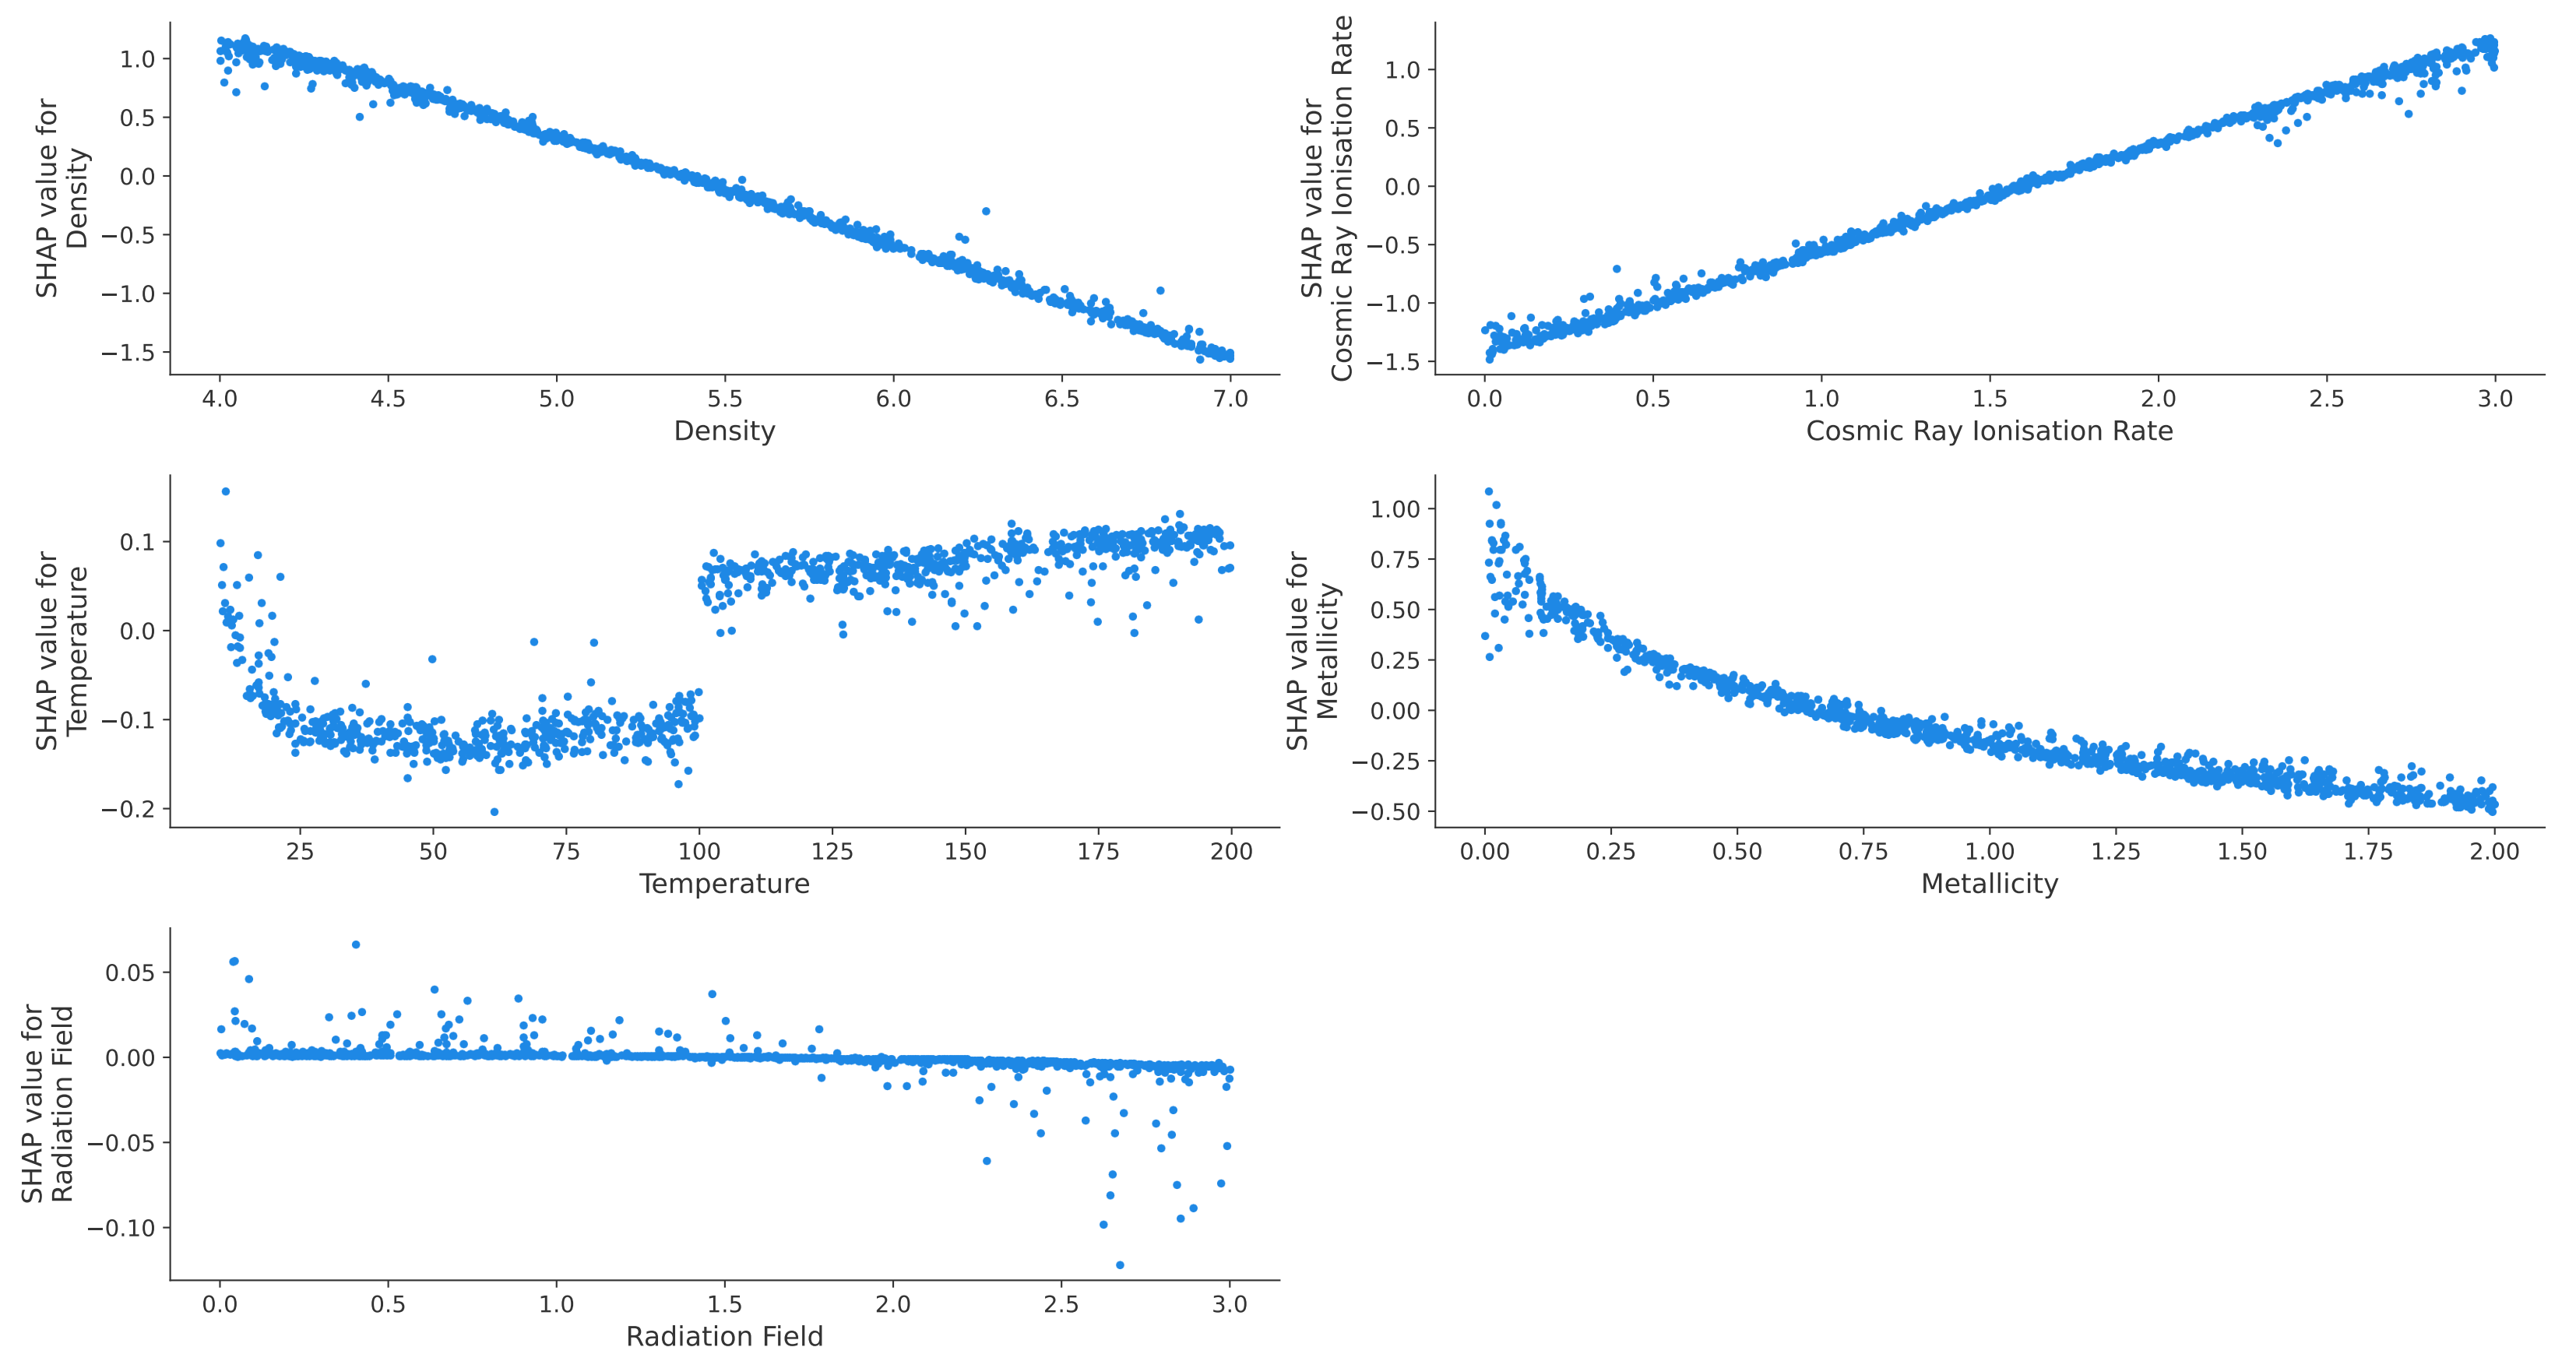 SHAP value for
Density
1.0
0.5
0.0
−0.5
−1.0
−1.5
4.0 4.5 5.0 5.5 6.0 6.5 7.0
Density
SHAP value for
Cosmic Ray Ionisation Rate
1.0
0.5
0.0
−0.5
−1.0
−1.5
0.0 0.5 1.0 1.5 2.0 2.5 3.0
Cosmic Ray Ionisation Rate
SHAP value for
Temperature
0.1
0.0
−0.1
−0.2
25 50 75 100 125 150 175 200
Temperature
SHAP value for
Metallicity
1.00
0.75
0.50
0.25
0.00
−0.25
−0.50
0.00 0.25 0.50 0.75 1.00 1.25 1.50 1.75 2.00
Metallicity
SHAP value for
Radiation Field
0.05
0.00
−0.05
−0.10
0.0 0.5 1.0 1.5 2.0 2.5 3.0
Radiation Field